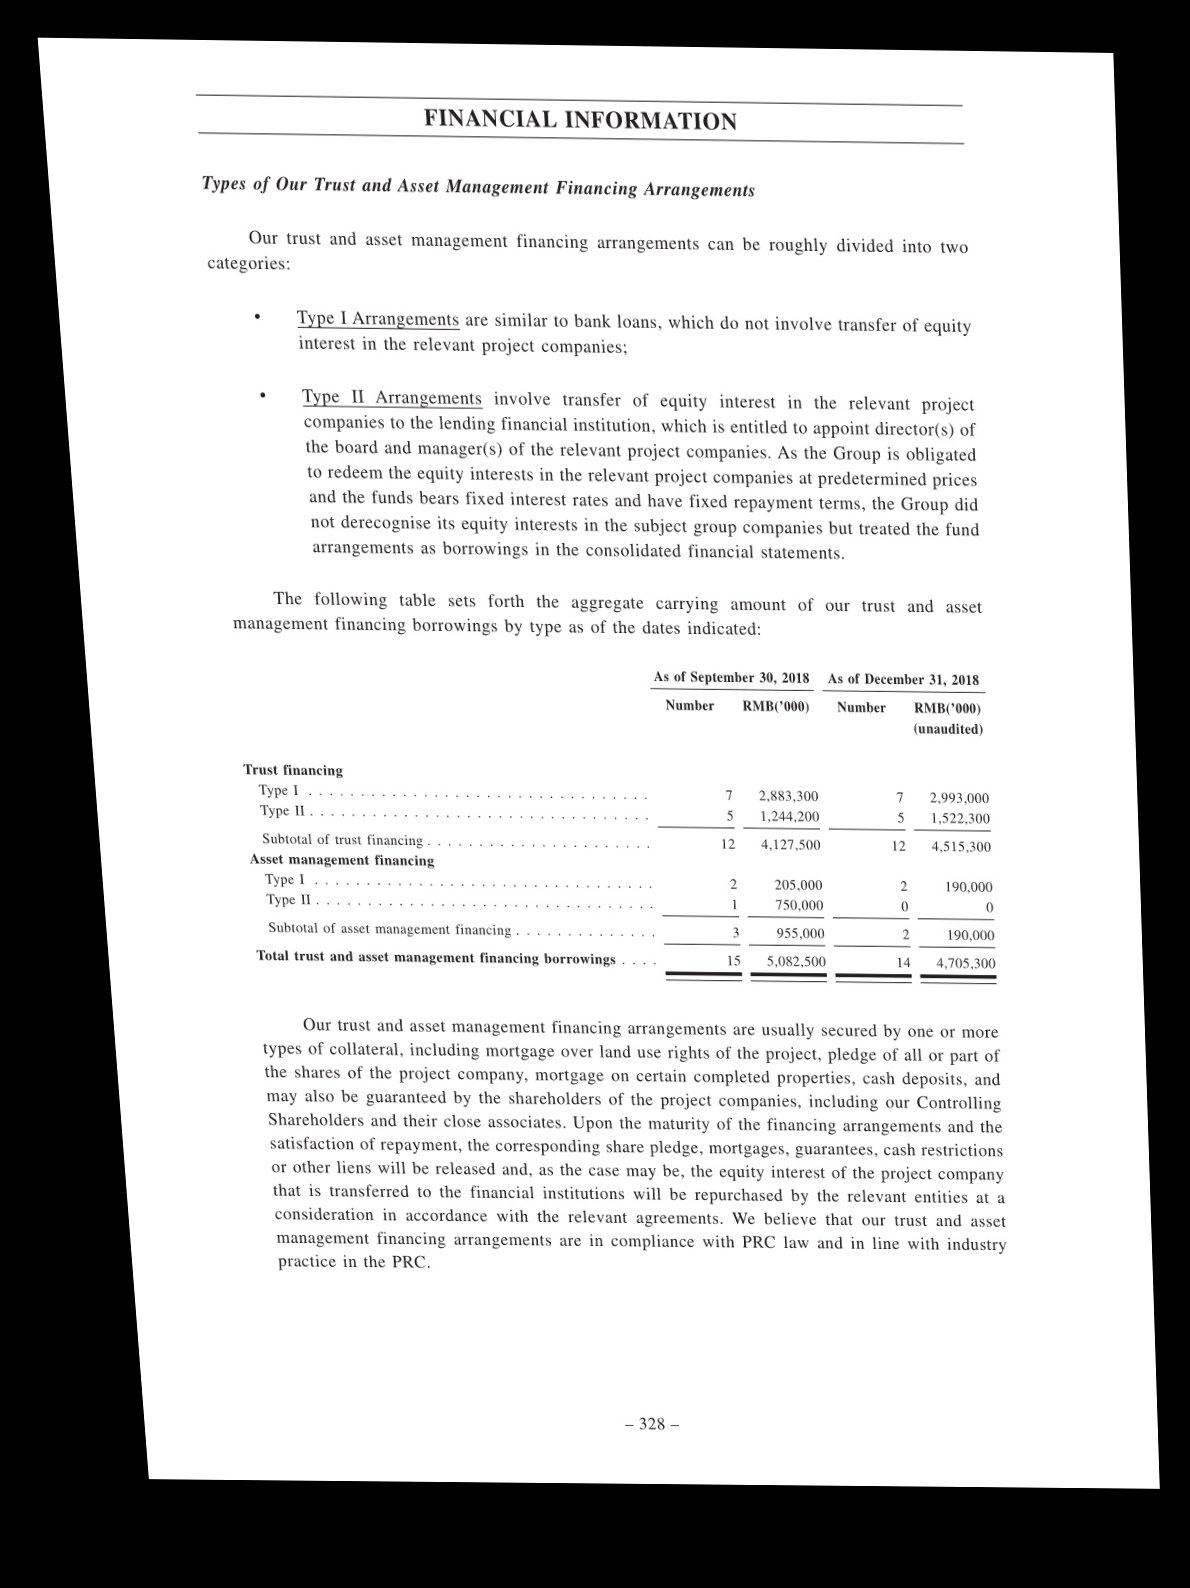 FINANCIAL INFORMATION
Types of Our Trust and Asset Management Financing Arrangements
Our trust and asset management financing arrangements can be roughly divided into two
categories:
• Type I Arrangements are similar to bank loans, which do not involve transfer of equity
interest in the relevant project companies;
• Type II Arrangements involve transfer of equity interest in the relevant project
companies to the lending financial institution, which is entitled to appoint director(s) of
the board and manager(s) of the relevant project companies. As the Group is obligated
to redeem the equity interests in the relevant project companies at predetermined prices
and the funds bears fixed interest rates and have fixed repayment terms, the Group did
not derecognise its equity interests in the subject group companies but treated the fund
arrangements as borrowings in the consolidated financial statements.
The following table sets forth the aggregate carrying amount of our trust and asset
management financing borrowings by type as of the dates indicated:
As of September 30, 2018 As of December 31, 2018
Number RMB('000) Number RMB('000)
(unaudited)
Trust financing
Type I . . . . . . . . . . . . . . . . . . . . . . . . . . . . . . . . . 7 2,883,300 7 2,993,000
Type II . . . . . . . . . . . . . . . . . . . . . . . . . . . . . . . . . 5 1,244,200 5 1,522,300
Subtotal of trust financing . . . . . . . . . . . . . . . . . . . . . . 12 4,127,500 12 4,515,300
Asset management financing
Type I . . . . . . . . . . . . . . . . . . . . . . . . . . . . . . . . . 2 205,000 2 190,000
Type II . . . . . . . . . . . . . . . . . . . . . . . . . . . . . . . . . 1 750,000 0 0
Subtotal of asset management financing . . . . . . . . . . . . . . 3 955,000 2 190,000
Total trust and asset management financing borrowings . . . . 15 5,082,500 14 4,705,300
Our trust and asset management financing arrangements are usually secured by one or more
types of collateral, including mortgage over land use rights of the project, pledge of all or part of
the shares of the project company, mortgage on certain completed properties, cash deposits, and
may also be guaranteed by the shareholders of the project companies, including our Controlling
Shareholders and their close associates. Upon the maturity of the financing arrangements and the
satisfaction of repayment, the corresponding share pledge, mortgages, guarantees, cash restrictions
or other liens will be released and, as the case may be, the equity interest of the project company
that is transferred to the financial institutions will be repurchased by the relevant entities at a
consideration in accordance with the relevant agreements. We believe that our trust and asset
management financing arrangements are in compliance with PRC law and in line with industry
practice in the PRC.
– 328 –